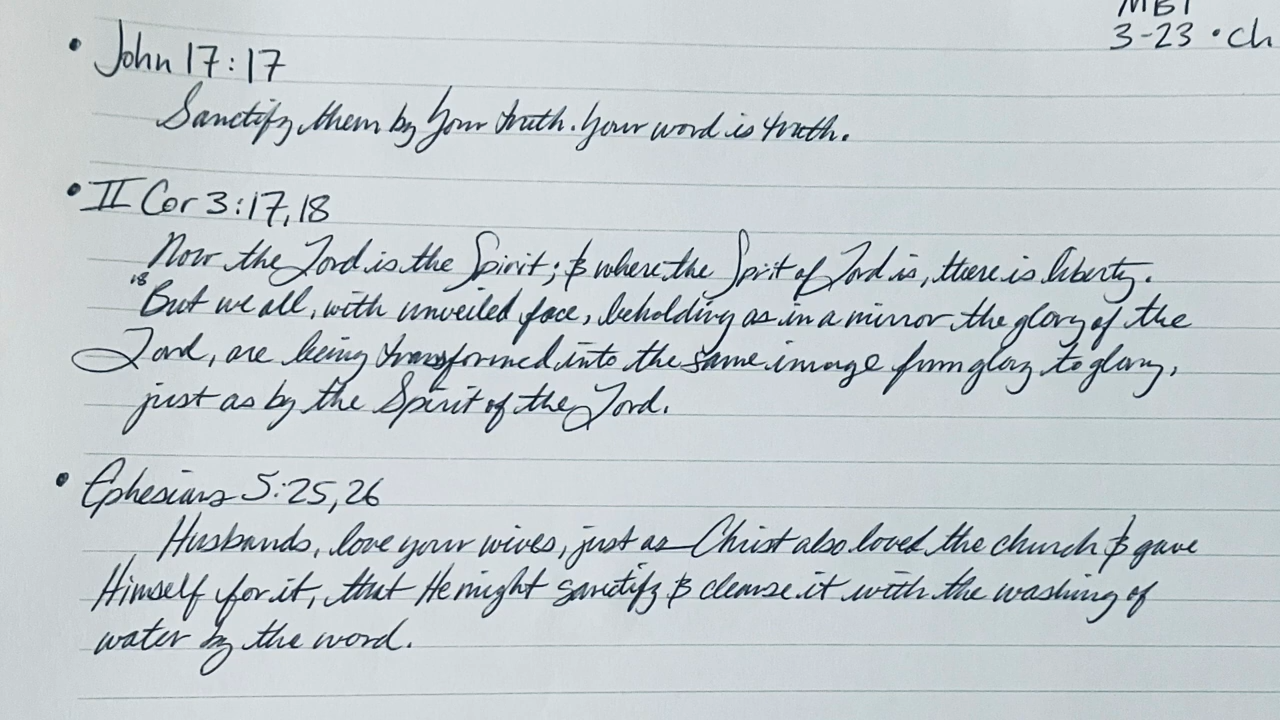 MBT
3-23 • ch
• John 17:17
Sanctify them by Your truth. Your word is truth.
• II Cor 3:17,18
Now the Lord is the Spirit; & where the Sprit of Lord is, there is liberty.
18 But we all, with unveiled face, beholding as in a mirror the glory of the
Lord, are being transformed into the same image from glory to glory,
just as by the Spirit of the Lord.
• Ephesians 5:25,26
Husbands, love your wives, just as Christ also loved the church & gave
Himself for it, that He might sanctify & cleanse it with the washing of
water by the word.